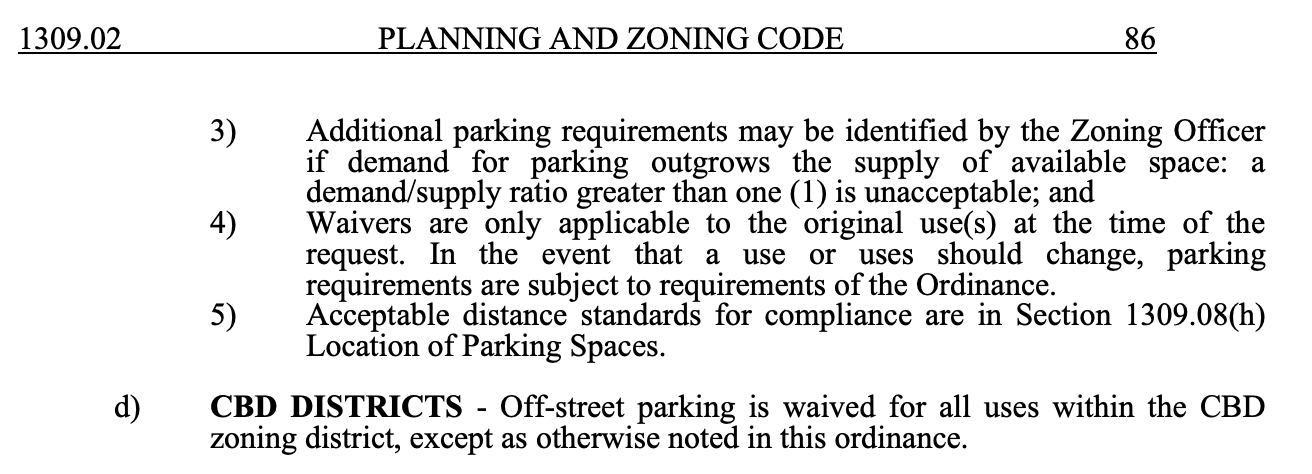 1309.02 PLANNING AND ZONING CODE 86
3) Additional parking requirements may be identified by the Zoning Officer
if demand for parking outgrows the supply of available space: a
demand/supply ratio greater than one (1) is unacceptable; and
4) Waivers are only applicable to the original use(s) at the time of the
request. In the event that a use or uses should change, parking
requirements are subject to requirements of the Ordinance.
5) Acceptable distance standards for compliance are in Section 1309.08(h)
Location of Parking Spaces.
d) CBD DISTRICTS - Off-street parking is waived for all uses within the CBD
zoning district, except as otherwise noted in this ordinance.